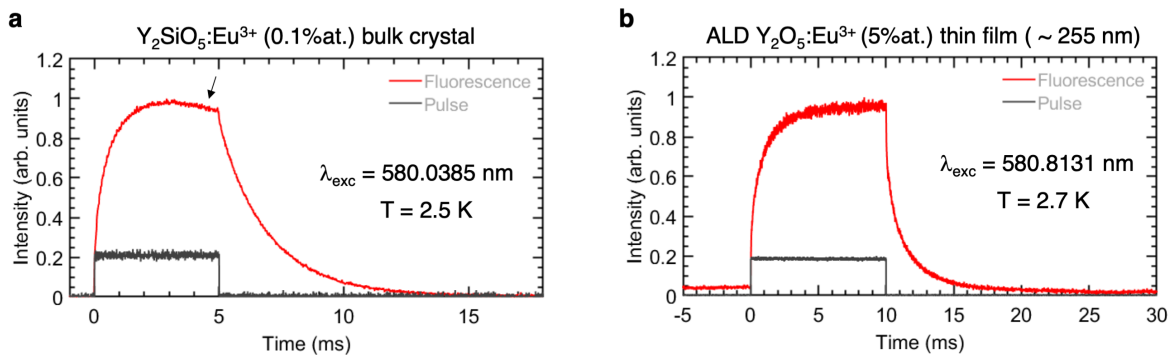 a
Y₂SiO₅:Eu³⁺ (0.1%at.) bulk crystal
1.2
1
0.8
0.6
0.4
0.2
0
Intensity (arb. units)
Fluorescence
Pulse
λexc = 580.0385 nm
T = 2.5 K
0 5 10 15
Time (ms)
b
ALD Y₂O₅:Eu³⁺ (5%at.) thin film ( ~ 255 nm)
1.2
1
0.8
0.6
0.4
0.2
0
Intensity (arb. units)
Fluorescence
Pulse
λexc = 580.8131 nm
T = 2.7 K
-5 0 5 10 15 20 25 30
Time (ms)